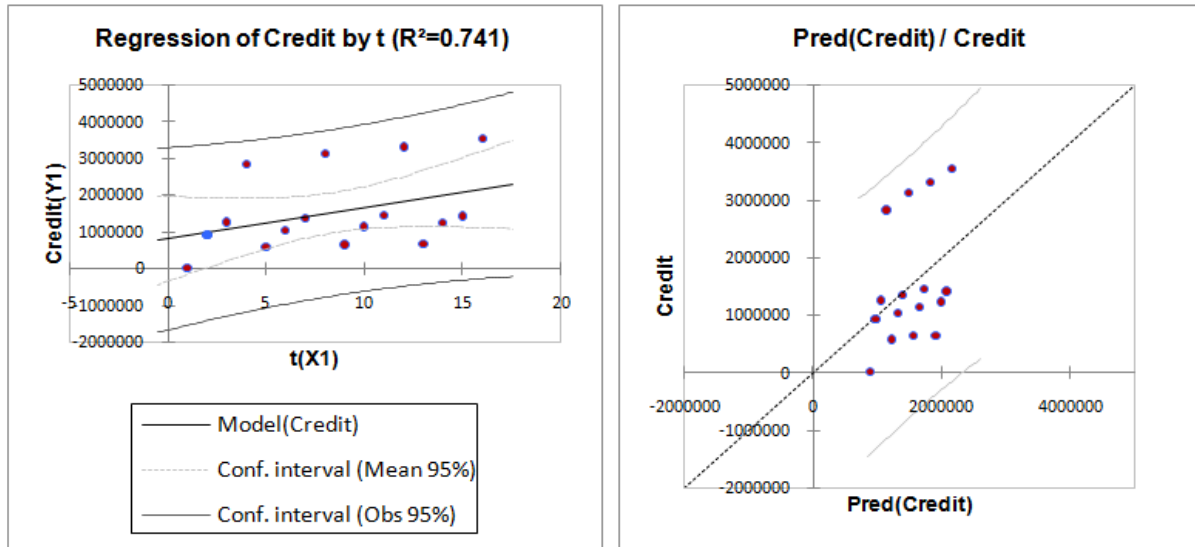 Regression of Credit by t (R²=0.741)
5000000
4000000
3000000
2000000
1000000
0
-1000000
-2000000
-5
0
5
10
15
20
Credit(Y1)
t(X1)
Model(Credit)
Conf. interval (Mean 95%)
Conf. interval (Obs 95%)
Pred(Credit) / Credit
5000000
4000000
3000000
2000000
1000000
0
-1000000
-2000000
-2000000
0
2000000
4000000
Credit
Pred(Credit)